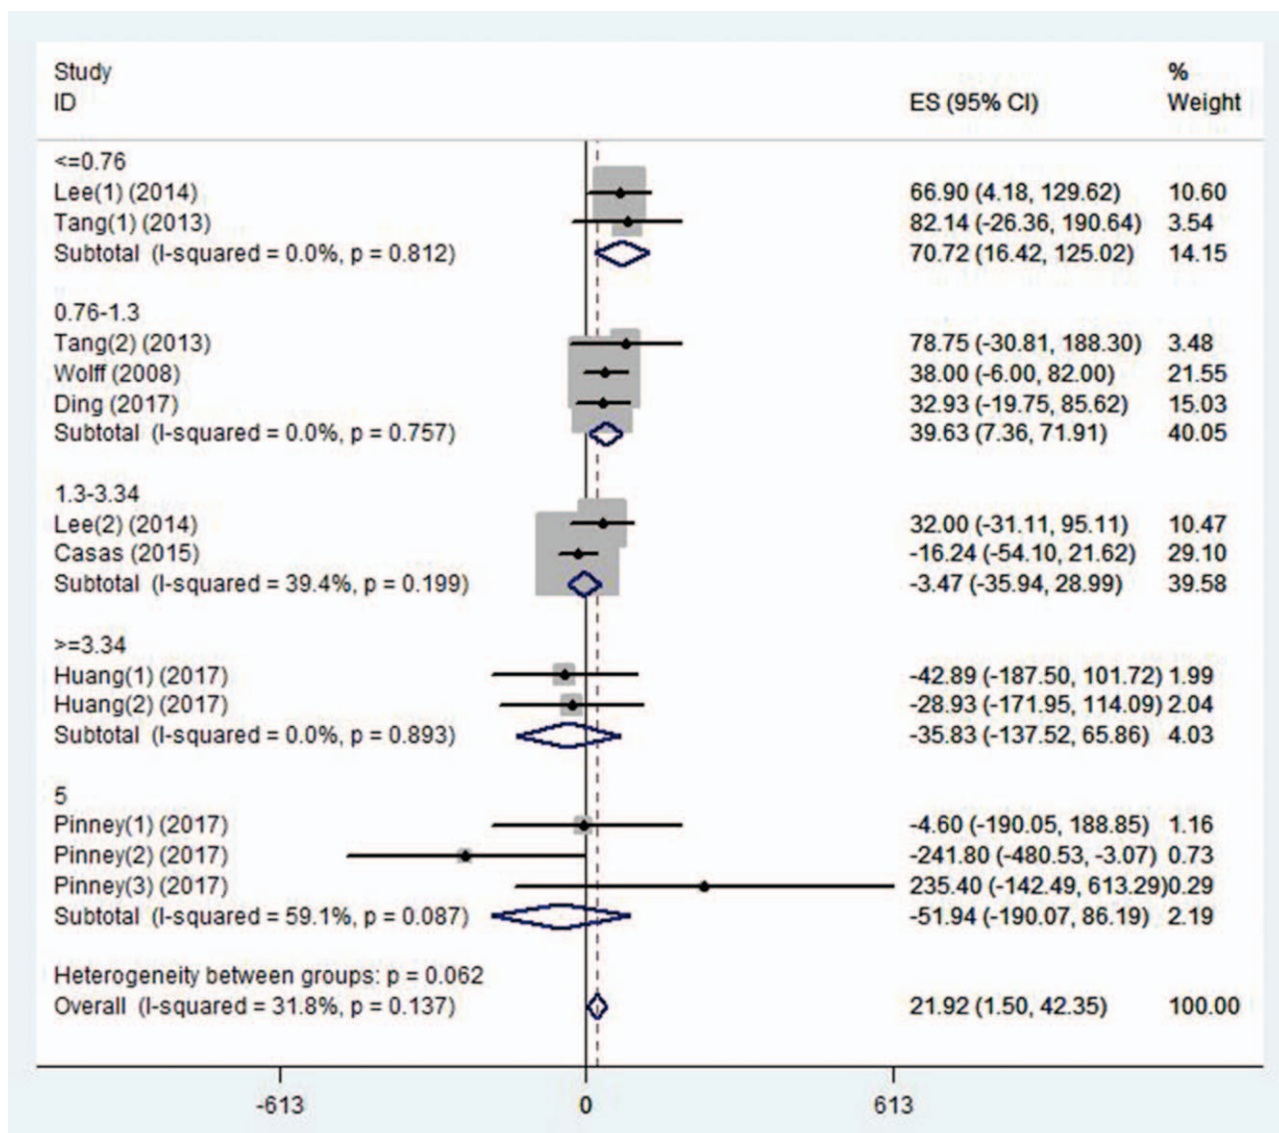 Study %
ID ES (95% CI) Weight
<=0.76
Lee(1) (2014) 66.90 (4.18, 129.62) 10.60
Tang(1) (2013) 82.14 (-26.36, 190.64) 3.54
Subtotal (I-squared = 0.0%, p = 0.812) 70.72 (16.42, 125.02) 14.15
0.76-1.3
Tang(2) (2013) 78.75 (-30.81, 188.30) 3.48
Wolff (2008) 38.00 (-6.00, 82.00) 21.55
Ding (2017) 32.93 (-19.75, 85.62) 15.03
Subtotal (I-squared = 0.0%, p = 0.757) 39.63 (7.36, 71.91) 40.05
1.3-3.34
Lee(2) (2014) 32.00 (-31.11, 95.11) 10.47
Casas (2015) -16.24 (-54.10, 21.62) 29.10
Subtotal (I-squared = 39.4%, p = 0.199) -3.47 (-35.94, 28.99) 39.58
>=3.34
Huang(1) (2017) -42.89 (-187.50, 101.72) 1.99
Huang(2) (2017) -28.93 (-171.95, 114.09) 2.04
Subtotal (I-squared = 0.0%, p = 0.893) -35.83 (-137.52, 65.86) 4.03
5
Pinney(1) (2017) -4.60 (-190.05, 188.85) 1.16
Pinney(2) (2017) -241.80 (-480.53, -3.07) 0.73
Pinney(3) (2017) 235.40 (-142.49, 613.29) 0.29
Subtotal (I-squared = 59.1%, p = 0.087) -51.94 (-190.07, 86.19) 2.19
Heterogeneity between groups: p = 0.062
Overall (I-squared = 31.8%, p = 0.137) 21.92 (1.50, 42.35) 100.00
-613 0 613